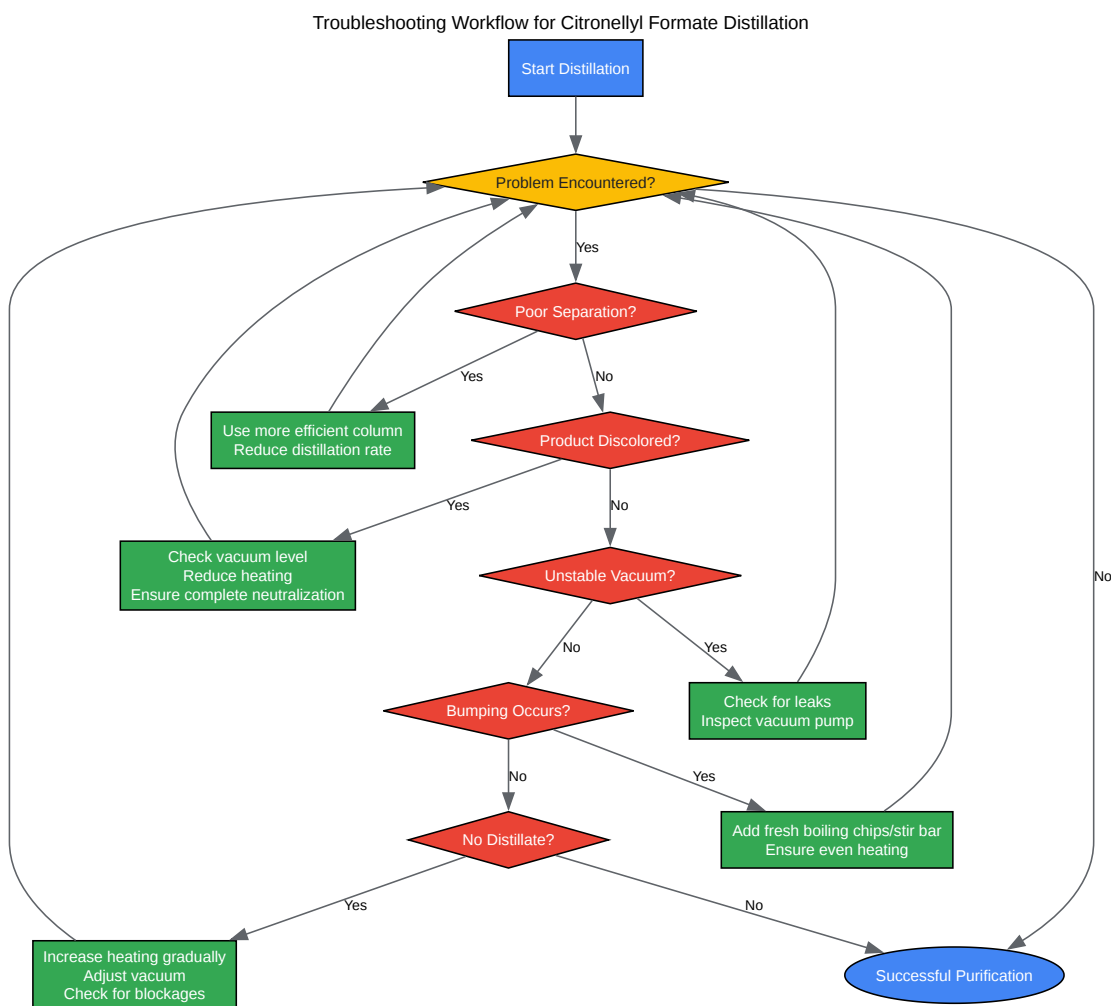 Troubleshooting Workflow for Citronellyl Formate Distillation
Start Distillation
Problem Encountered?
Yes
Poor Separation?
Yes
No
Use more efficient column
Reduce distillation rate
Product Discolored?
Yes
No
Check vacuum level
Reduce heating
Ensure complete neutralization
Unstable Vacuum?
No
No
Yes
Check for leaks
Inspect vacuum pump
Bumping Occurs?
No
Yes
Add fresh boiling chips/stir bar
Ensure even heating
No Distillate?
Yes
No
Increase heating gradually
Adjust vacuum
Check for blockages
Successful Purification